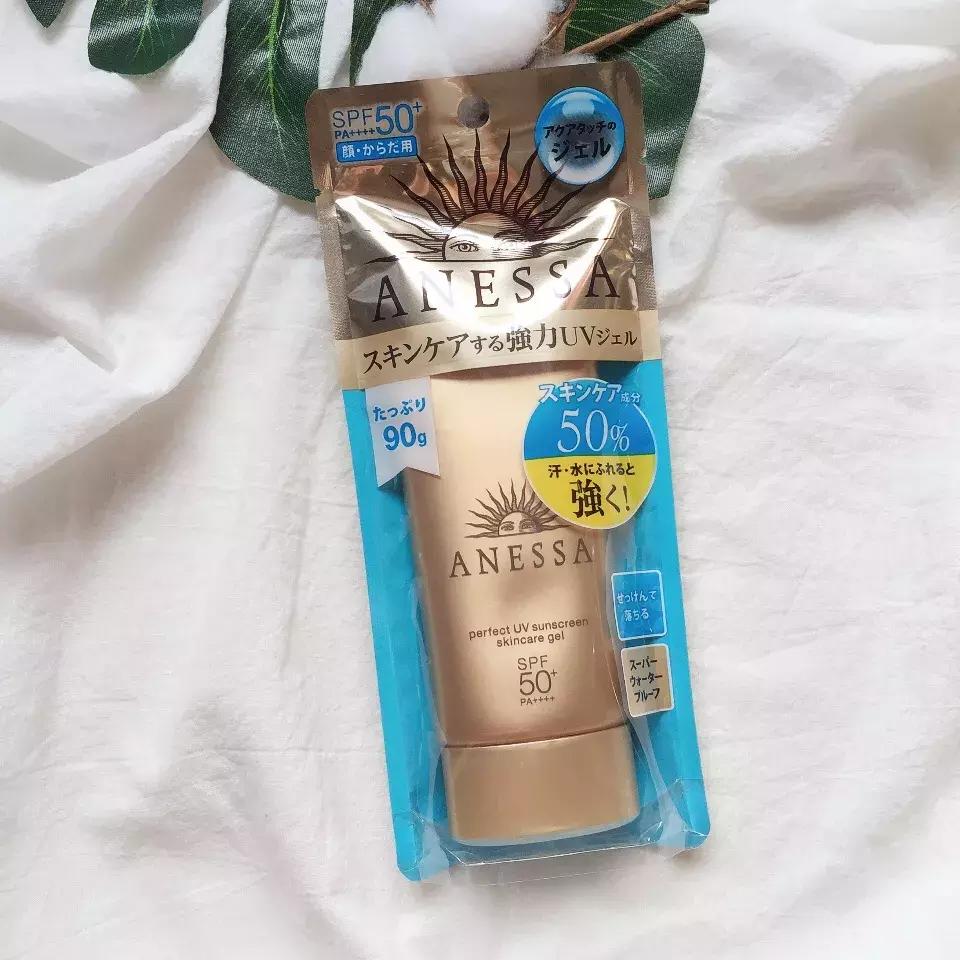 SPF50+
PA++++
顔・からだ用
アクアタッチの
ジェル
ANESSA
スキンケアする強力UVジェル
たっぷり
90g
スキンケア成分
50%
汗・水にふれると
強く!
ANESSA
perfect UV sunscreen
skincare gel
SPF
50+
PA++++
せっけんで
落ちる
スーパー
ウォーター
プルーフ